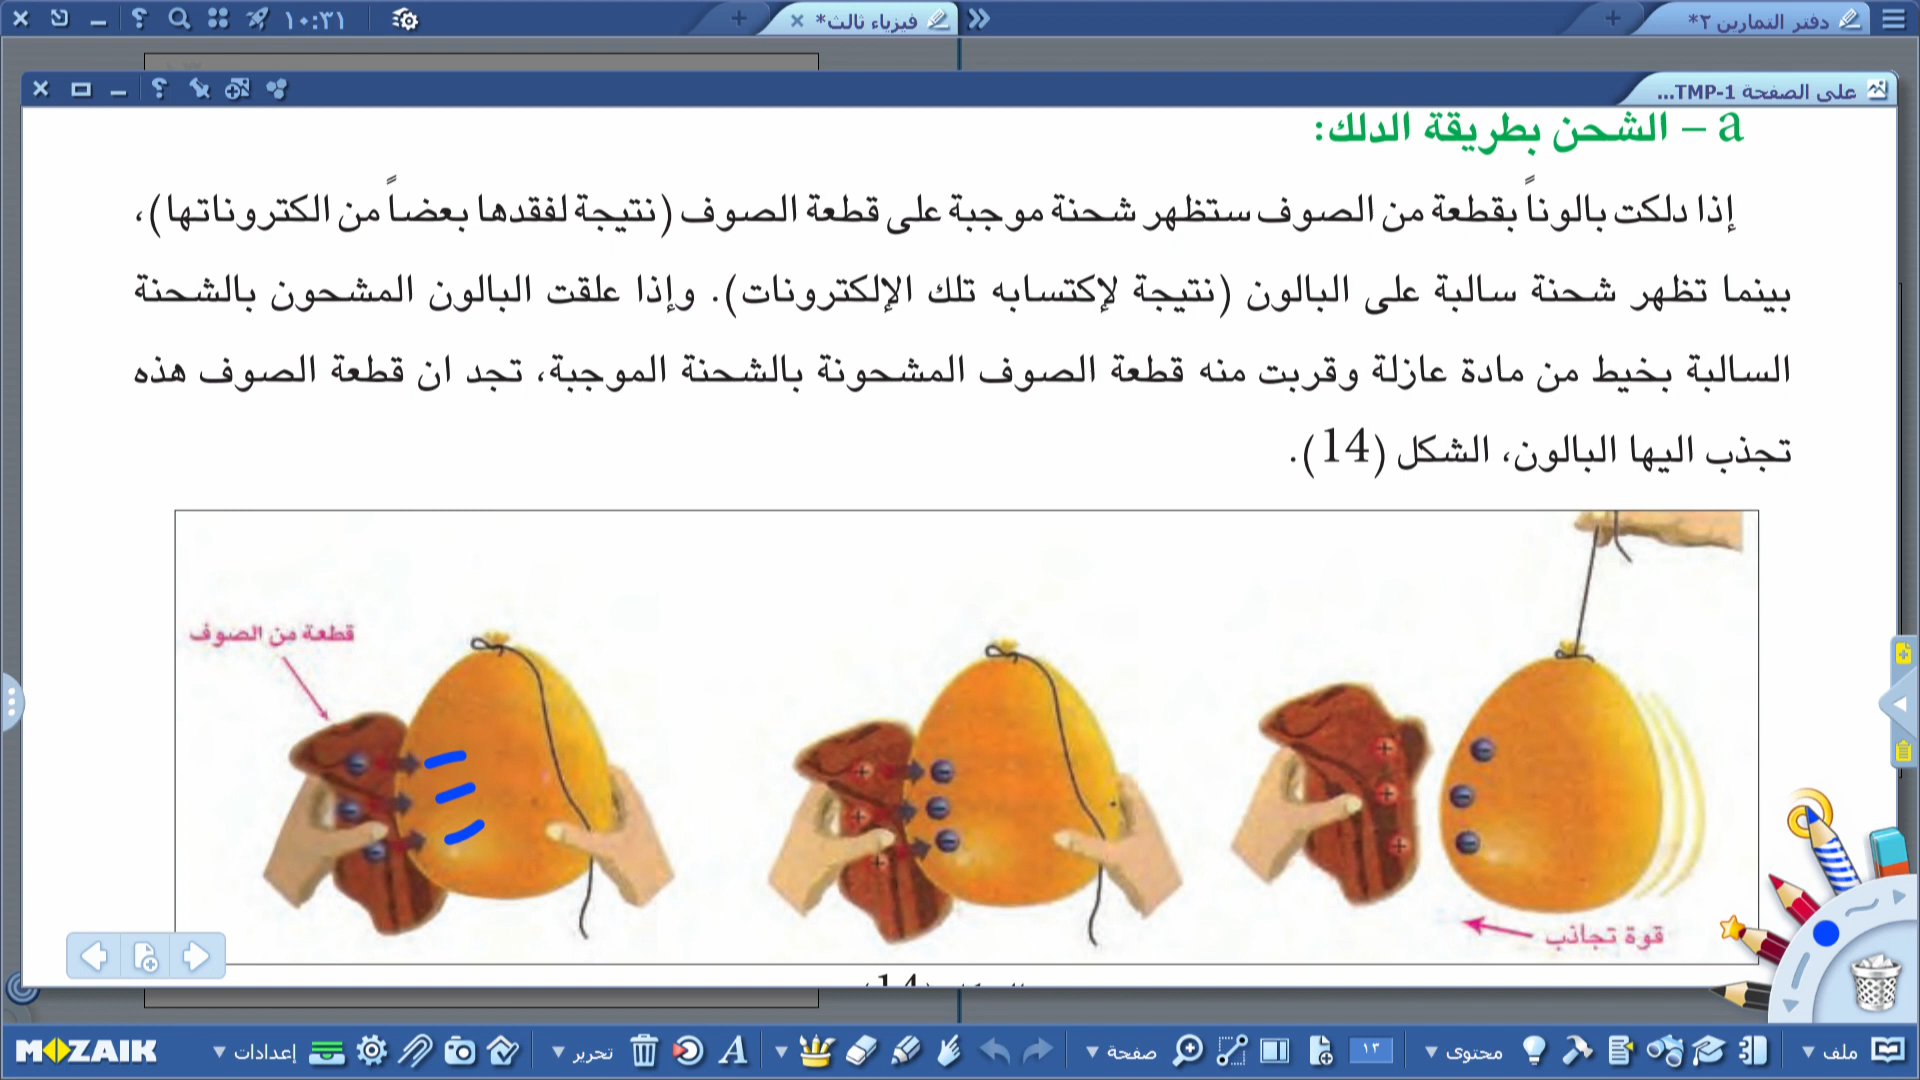 دفتر التمارين ٢*
فيزياء ثالث*
١٠:٣١
على الصفحة TMP-1...
a – الشحن بطريقة الدلك:
إذا دلكت بالوناً بقطعة من الصوف ستظهر شحنة موجبة على قطعة الصوف (نتيجة لفقدها بعضاً من الكتروناتها)،
بينما تظهر شحنة سالبة على البالون (نتيجة لإكتسابه تلك الإلكترونات). وإذا علقت البالون المشحون بالشحنة
السالبة بخيط من مادة عازلة وقربت منه قطعة الصوف المشحونة بالشحنة الموجبة، تجد ان قطعة الصوف هذه
تجذب اليها البالون، الشكل (14).
قطعة من الصوف
قوة تجاذب
ملف
محتوى
١٣
صفحة
تحرير
إعدادات
MOZAIK